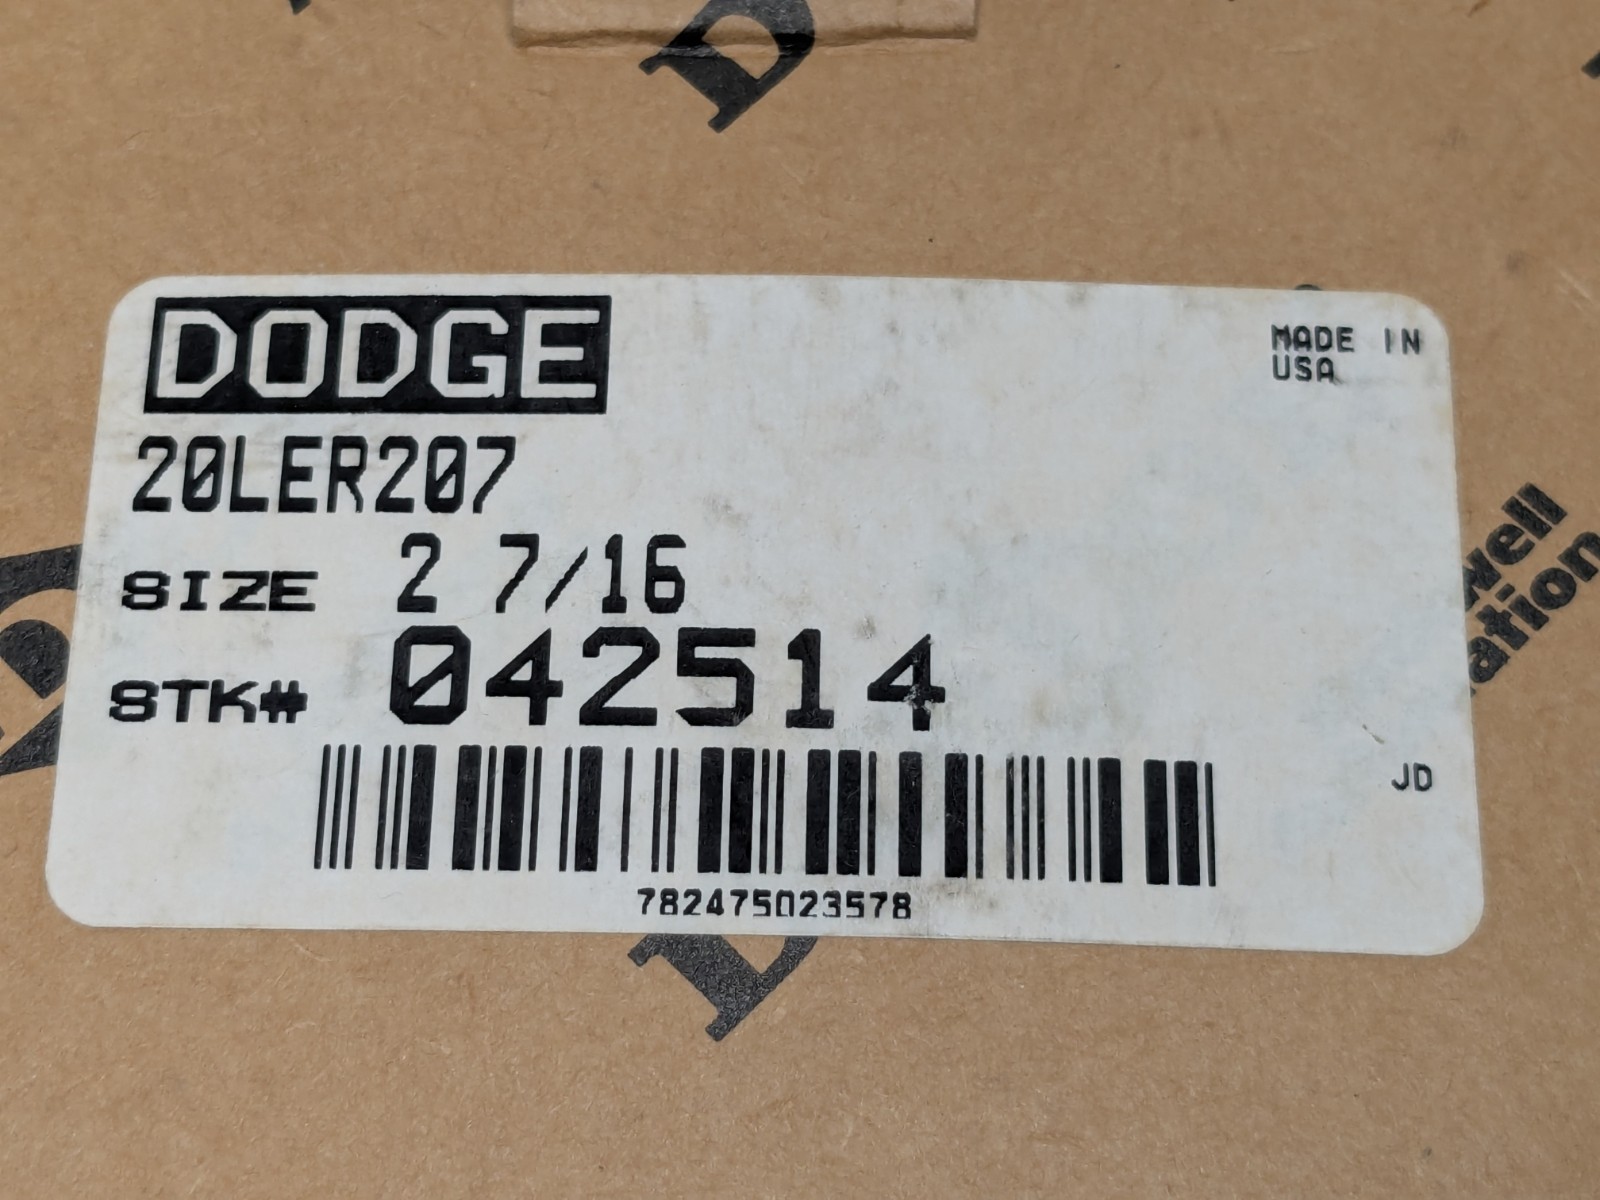 DODGE
MADE IN
USA
20LER207
SIZE 2 7/16
STK# 042514
JD
782475023578